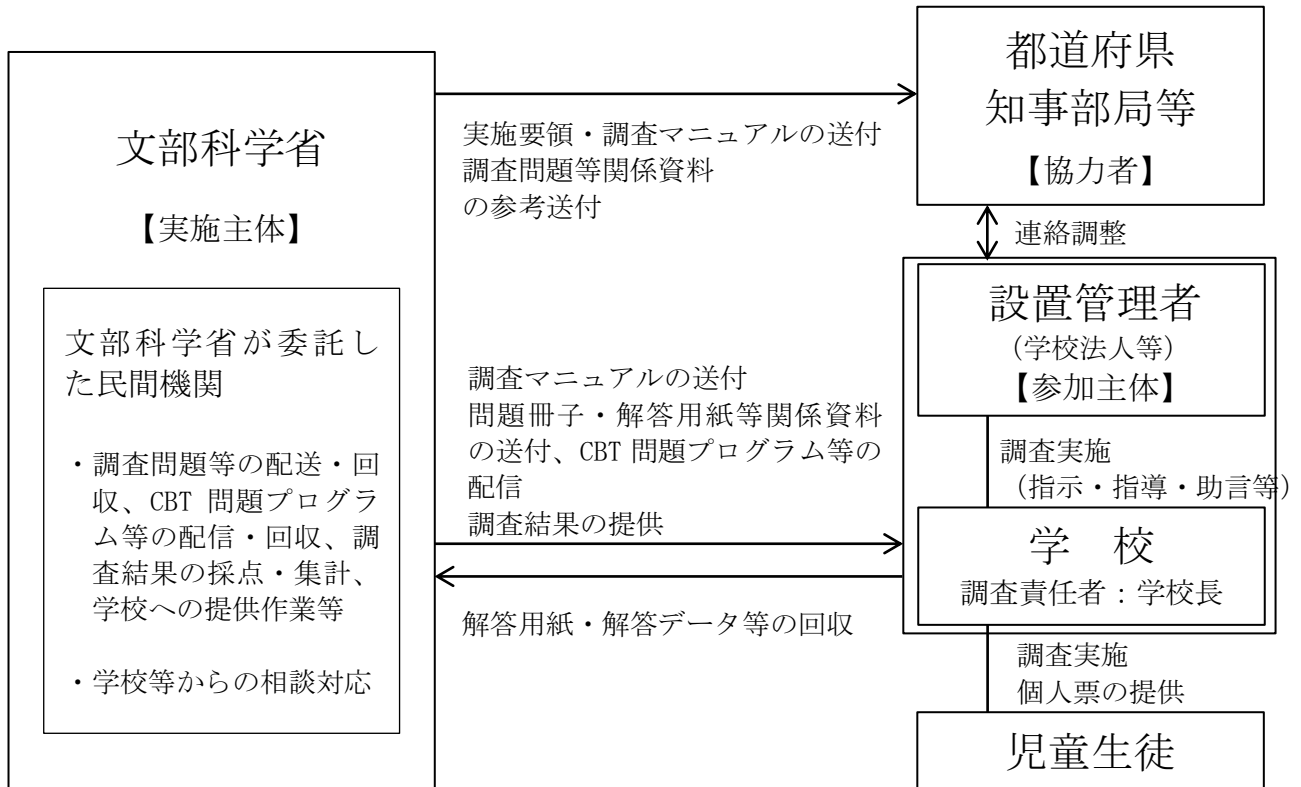 文部科学省
【実施主体】
文部科学省が委託し
た民間機関
・調査問題等の配送・回
収、CBT 問題プログラ
ム等の配信・回収、調
査結果の採点・集計、
学校への提供作業等
・学校等からの相談対応
実施要領・調査マニュアルの送付
調査問題等関係資料
の参考送付
調査マニュアルの送付
問題冊子・解答用紙等関係資料
の送付、CBT 問題プログラム等の
配信
調査結果の提供
解答用紙・解答データ等の回収
都道府県
知事部局等
【協力者】
連絡調整
設置管理者
(学校法人等)
【参加主体】
調査実施
(指示・指導・助言等)
学　校
調査責任者：学校長
調査実施
個人票の提供
児童生徒